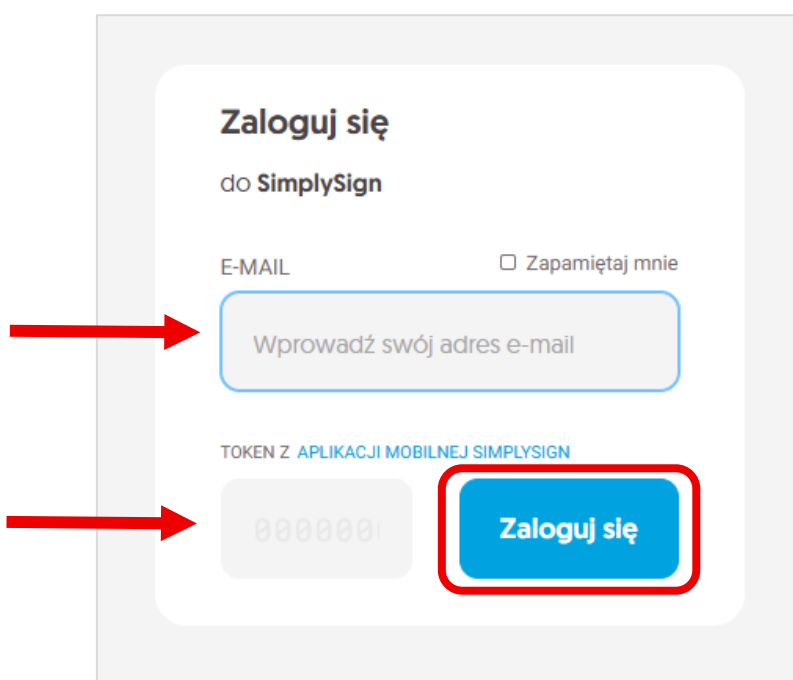 Zaloguj się
do SimplySign
E-MAIL
Zapamiętaj mnie
Wprowadź swój adres e-mail
TOKEN Z APLIKACJI MOBILNEJ SIMPLYSIGN
000000
Zaloguj się